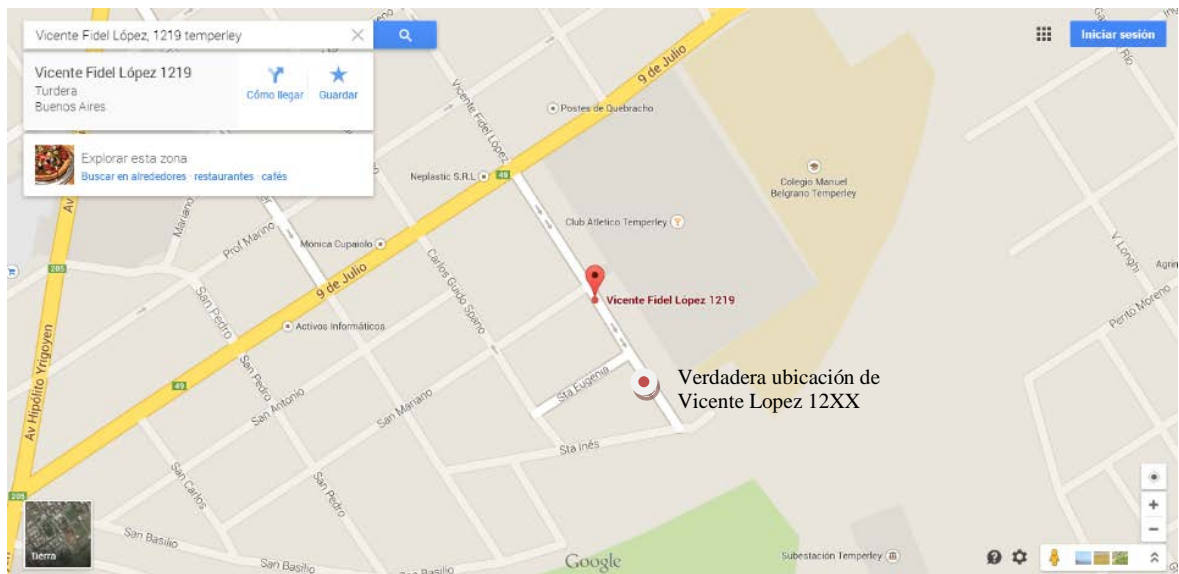 Vicente Fidel López, 1219 temperley
Iniciar sesión
Vicente Fidel López 1219
Turdera
Buenos Aires
Cómo llegar
Guardar
Explorar esta zona
Buscar en alrededores · restaurantes · cafés
9 de Julio
Vicente Fidel López
Postes de Quebracho
Neplastic S.R.L
49
Colegio Manuel
Belgrano Temperley
Club Atletico Temperley
Av
Mariano
Prof Marino
Monica Cupaiolo
Carlos Guido Spano
V Longhi
Agrin
205
9 de Julio
San Pedro
Vicente Fidel López 1219
Perito Moreno
Activos Informáticos
Av Hipólito Yrigoyen
49
San Pedro
San Antonio
San Mariano
Sta Eugenia
Verdadera ubicación de
Vicente Lopez 12XX
Sta Inés
San Carlos
San Pedro
205
San Basilio
San Basilio
Tierra
Google
Subestación Temperley